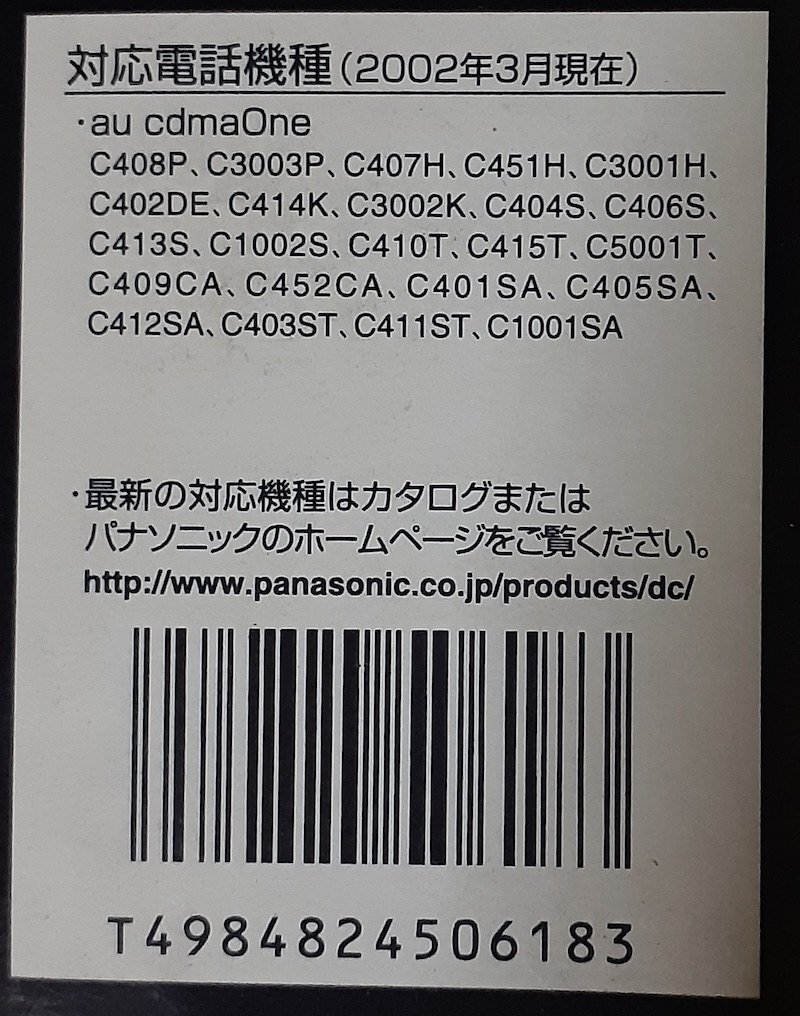 対応電話機種(2002年3月現在)
・au cdmaOne
C408P、C3003P、C407H、C451H、C3001H、
C402DE、C414K、C3002K、C404S、C406S、
C413S、C1002S、C410T、C415T、C5001T、
C409CA、C452CA、C401SA、C405SA、
C412SA、C403ST、C411ST、C1001SA
・最新の対応機種はカタログまたは
パナソニックのホームページをご覧ください。
http://www.panasonic.co.jp/products/dc/
T4984824506183